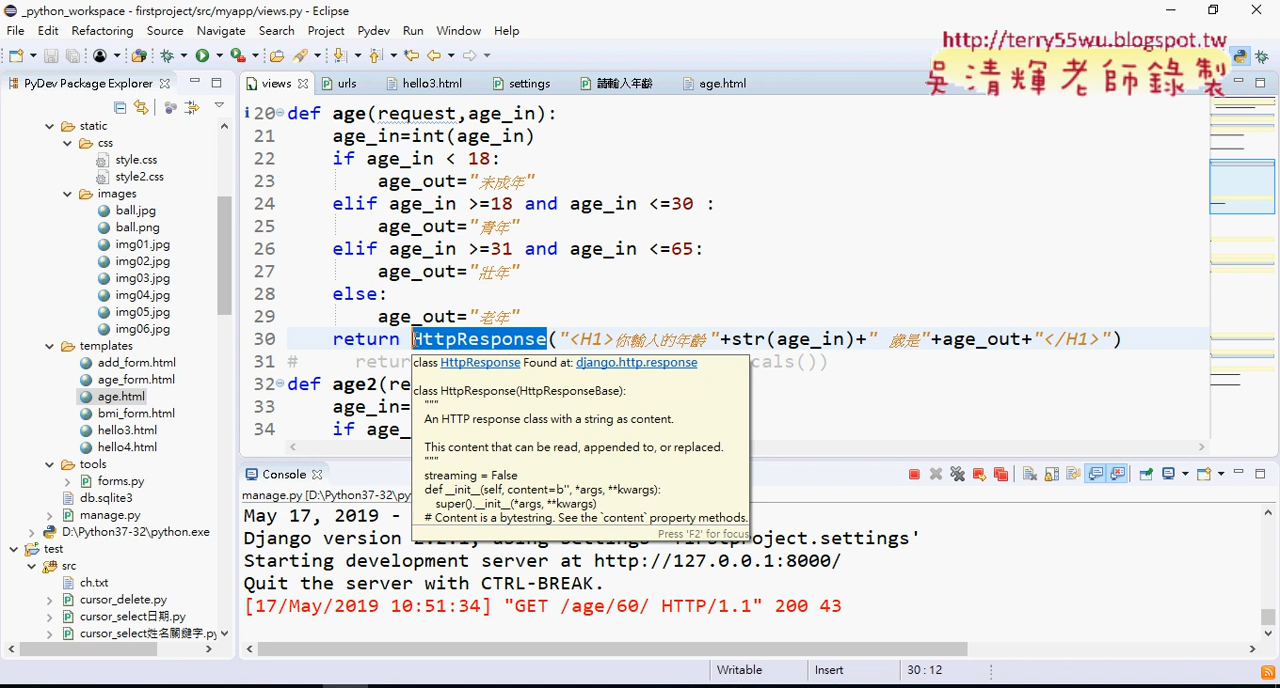 _python_workspace - firstproject/src/myapp/views.py - Eclipse
File Edit Refactoring Source Navigate Search Project Pydev Run Window Help
http://terry55wu.blogspot.tw
吳清輝老師錄製
PyDev Package Explorer
views urls hello3.html settings 請輸入年齡 age.html
static
css
style.css
style2.css
images
ball.jpg
ball.png
img01.jpg
img02.jpg
img03.jpg
img04.jpg
img05.jpg
img06.jpg
templates
add_form.html
age_form.html
age.html
bmi_form.html
hello3.html
hello4.html
tools
forms.py
db.sqlite3
manage.py
D:\Python37-32\python.exe
test
src
ch.txt
cursor_delete.py
cursor_select日期.py
cursor_select姓名關鍵字.py
20 def age(request,age_in):
21 age_in=int(age_in)
22 if age_in < 18:
23 age_out="未成年"
24 elif age_in >=18 and age_in <=30 :
25 age_out="青年"
26 elif age_in >=31 and age_in <=65:
27 age_out="壯年"
28 else:
29 age_out="老年"
30 return HttpResponse("<H1>你輸入的年齡"+str(age_in)+" 歲是"+age_out+"</H1>")
31 # return cals())
32 def age2(re
33 age_in=
34 if age_
class HttpResponse Found at: django.http.response
class HttpResponse(HttpResponseBase):
"""
An HTTP response class with a string as content.
This content that can be read, appended to, or replaced.
"""
streaming = False
def __init__(self, content=b'', *args, **kwargs):
super().__init__(*args, **kwargs)
# Content is a bytestring. See the `content` property methods.
Press 'F2' for focus
Console
manage.py [D:\Python37-32\py
May 17, 2019 -
Django version 2.2.1, using settings 'firstproject.settings'
Starting development server at http://127.0.0.1:8000/
Quit the server with CTRL-BREAK.
[17/May/2019 10:51:34] "GET /age/60/ HTTP/1.1" 200 43
Writable Insert 30 : 12